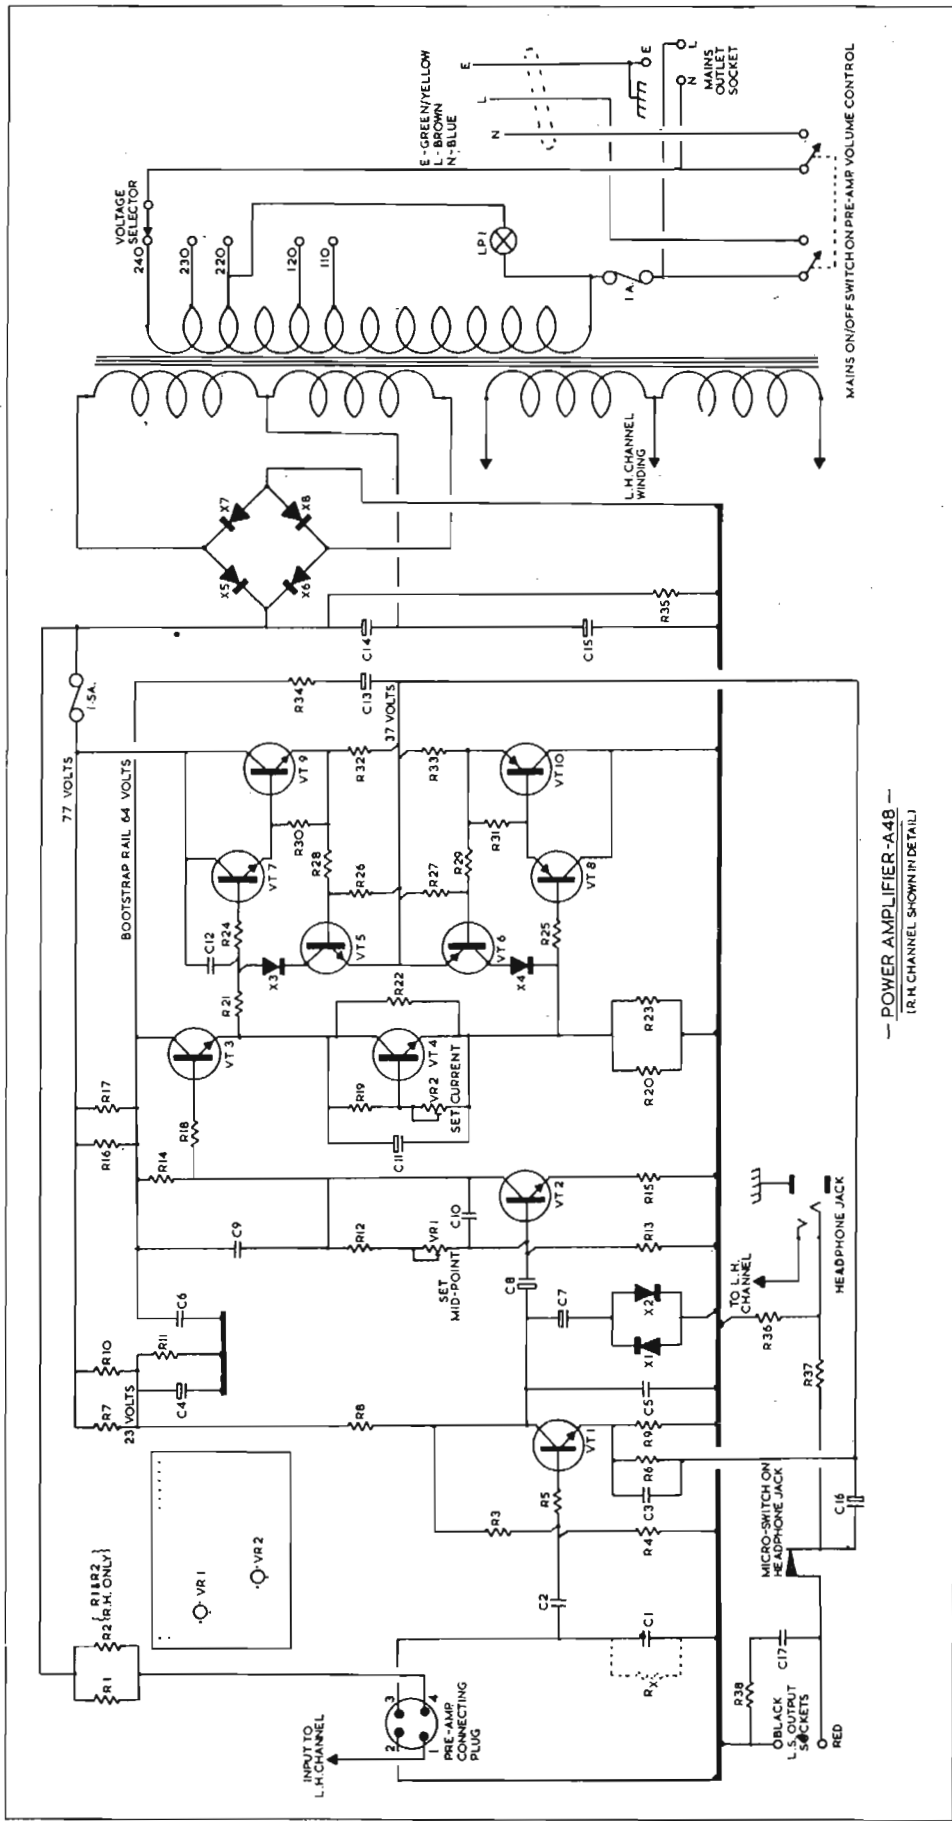 E-GREEN/YELLOW
L-BROWN
N-BLUE
E
L
N
E
L
N
MAINS
OUTLET
SOCKET
MAINS ON/OFF SWITCH ON PRE-AMP. VOLUME CONTROL
VOLTAGE
SELECTOR
240
230
220
120
110
LP1
1A.
L.H. CHANNEL
WINDING
X7
X8
X5
X6
R35
C14
C15
1·5A.
77 VOLTS
BOOTSTRAP RAIL 64 VOLTS
37 VOLTS
R34
C13
VT9
R32
R33
VT10
R30
R31
VT7
R28
R29
VT8
R26
R27
C12
R24
R25
X3
VT5
VT6
X4
R21
R22
VT3
VT4
R23
R20
R19
VR2
SET CURRENT
C11
R17
R16
R18
R14
VT2
R15
C10
C9
R12
VR1
SET
MID-POINT
R13
C8
C7
X2
X1
C6
R11
C4
R10
R7
23 VOLTS
R8
C5
VT1
R9
R6
C3
R5
R3
R4
C2
C1
RX
R1
R2
{ R1 & R2 }
{ R.H. ONLY }
VR1
VR2
INPUT TO
L.H.CHANNEL
2
3
1
4
PRE-AMP.
CONNECTING
PLUG
TO L.H.
CHANNEL
R36
HEADPHONE JACK
R37
MICRO-SWITCH ON
HEADPHONE JACK
C16
R38
C17
BLACK
L.S. OUTPUT
SOCKETS
RED
— POWER AMPLIFIER-A48 —
(R.H. CHANNEL SHOWN IN DETAIL)